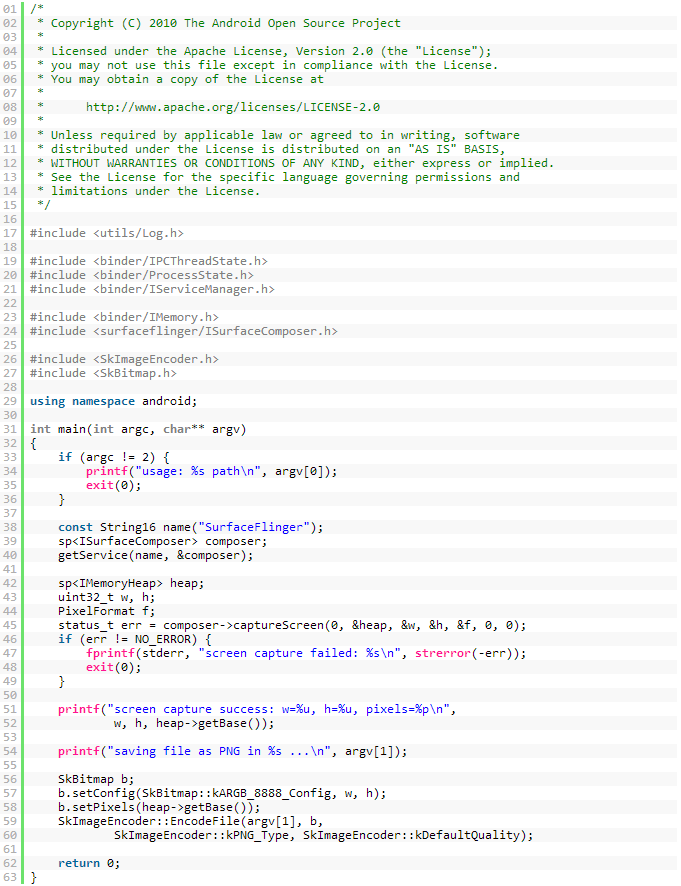 01 /*
02  * Copyright (C) 2010 The Android Open Source Project
03  *
04  * Licensed under the Apache License, Version 2.0 (the "License");
05  * you may not use this file except in compliance with the License.
06  * You may obtain a copy of the License at
07  *
08  *      http://www.apache.org/licenses/LICENSE-2.0
09  *
10  * Unless required by applicable law or agreed to in writing, software
11  * distributed under the License is distributed on an "AS IS" BASIS,
12  * WITHOUT WARRANTIES OR CONDITIONS OF ANY KIND, either express or implied.
13  * See the License for the specific language governing permissions and
14  * limitations under the License.
15  */
16
17 #include <utils/Log.h>
18
19 #include <binder/IPCThreadState.h>
20 #include <binder/ProcessState.h>
21 #include <binder/IServiceManager.h>
22
23 #include <binder/IMemory.h>
24 #include <surfaceflinger/ISurfaceComposer.h>
25
26 #include <SkImageEncoder.h>
27 #include <SkBitmap.h>
28
29 using namespace android;
30
31 int main(int argc, char** argv)
32 {
33     if (argc != 2) {
34         printf("usage: %s path\n", argv[0]);
35         exit(0);
36     }
37
38     const String16 name("SurfaceFlinger");
39     sp<ISurfaceComposer> composer;
40     getService(name, &composer);
41
42     sp<IMemoryHeap> heap;
43     uint32_t w, h;
44     PixelFormat f;
45     status_t err = composer->captureScreen(0, &heap, &w, &h, &f, 0, 0);
46     if (err != NO_ERROR) {
47         fprintf(stderr, "screen capture failed: %s\n", strerror(-err));
48         exit(0);
49     }
50
51     printf("screen capture success: w=%u, h=%u, pixels=%p\n",
52             w, h, heap->getBase());
53
54     printf("saving file as PNG in %s ...\n", argv[1]);
55
56     SkBitmap b;
57     b.setConfig(SkBitmap::kARGB_8888_Config, w, h);
58     b.setPixels(heap->getBase());
59     SkImageEncoder::EncodeFile(argv[1], b,
60             SkImageEncoder::kPNG_Type, SkImageEncoder::kDefaultQuality);
61
62     return 0;
63 }